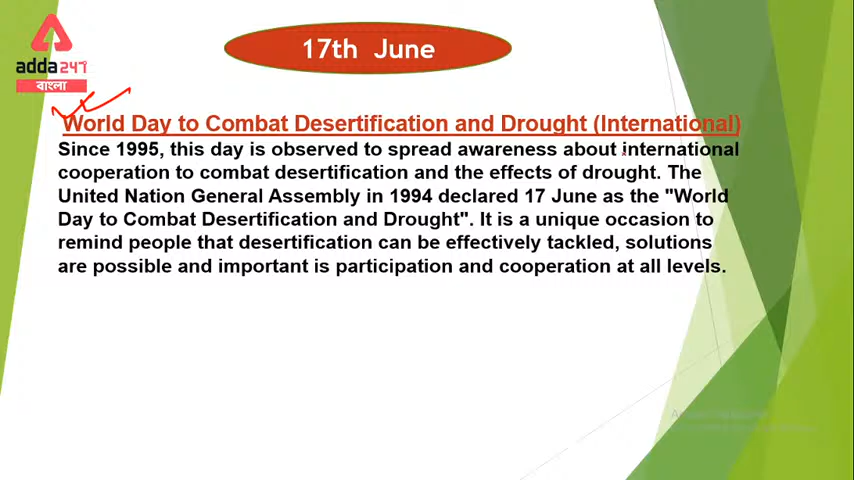 17th June
adda247
বাংলা
World Day to Combat Desertification and Drought (International)
Since 1995, this day is observed to spread awareness about international
cooperation to combat desertification and the effects of drought. The
United Nation General Assembly in 1994 declared 17 June as the "World
Day to Combat Desertification and Drought". It is a unique occasion to
remind people that desertification can be effectively tackled, solutions
are possible and important is participation and cooperation at all levels.